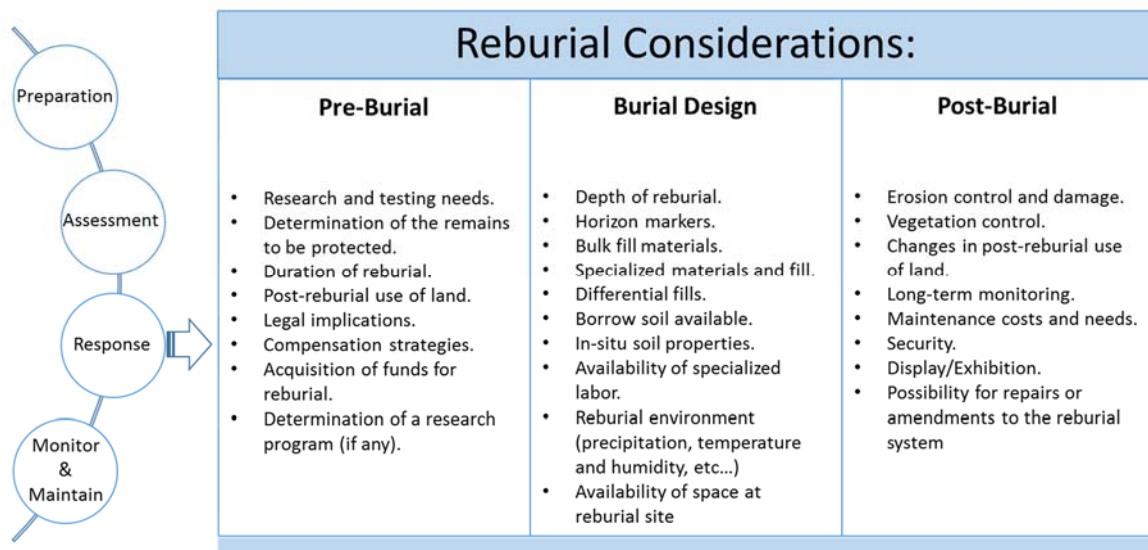 Preparation
Assessment
Response
Monitor
&
Maintain
Reburial Considerations:
Pre-Burial
• Research and testing needs.
• Determination of the remains
to be protected.
• Duration of reburial.
• Post-reburial use of land.
• Legal implications.
• Compensation strategies.
• Acquisition of funds for
reburial.
• Determination of a research
program (if any).
Burial Design
• Depth of reburial.
• Horizon markers.
• Bulk fill materials.
• Specialized materials and fill.
• Differential fills.
• Borrow soil available.
• In-situ soil properties.
• Availability of specialized
labor.
• Reburial environment
(precipitation, temperature
and humidity, etc...)
• Availability of space at
reburial site
Post-Burial
• Erosion control and damage.
• Vegetation control.
• Changes in post-reburial use
of land.
• Long-term monitoring.
• Maintenance costs and needs.
• Security.
• Display/Exhibition.
• Possibility for repairs or
amendments to the reburial
system